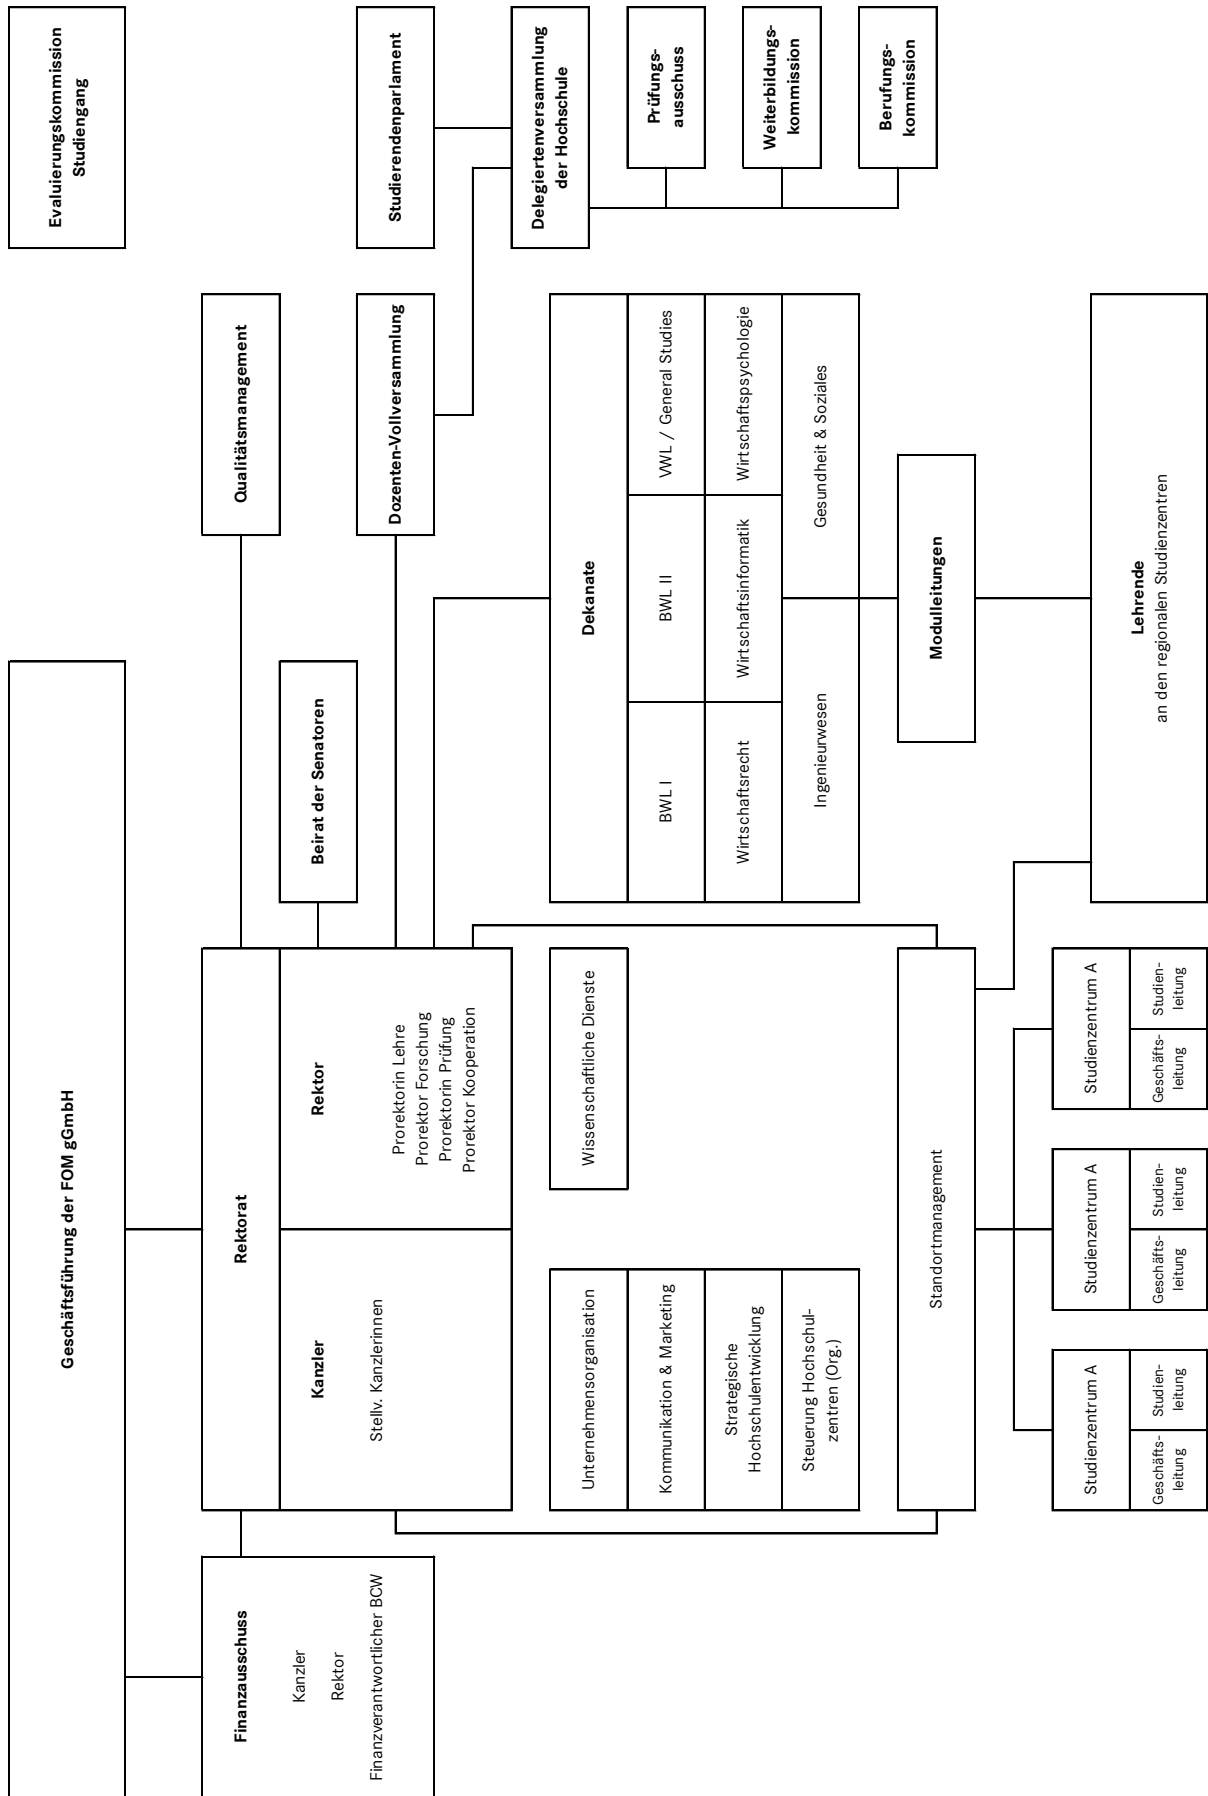 Geschäftsführung der FOM gGmbH
Evaluierungskommission
Studiengang
Finanzausschuss
Kanzler
Rektor
Finanzverantwortlicher BCW
Rektorat
Kanzler
Stellv. Kanzlerinnen
Rektor
Prorektorin Lehre
Prorektor Forschung
Prorektorin Prüfung
Prorektor Kooperation
Qualitätsmanagement
Beirat der Senatoren
Dozenten-Vollversammlung
Studierendenparlament
Delegiertenversammlung
der Hochschule
Prüfungs-
ausschuss
Weiterbildungs-
kommission
Berufungs-
kommission
Unternehmensorganisation
Kommunikation & Marketing
Strategische
Hochschulentwicklung
Steuerung Hochschul-
zentren (Org.)
Wissenschaftliche Dienste
Dekanate
BWL I
BWL II
VWL / General Studies
Wirtschaftsrecht
Wirtschaftsinformatik
Wirtschaftspsychologie
Ingenieurwesen
Gesundheit & Soziales
Standortmanagement
Modulleitungen
Studienzentrum A
Geschäfts-
leitung
Studien-
leitung
Studienzentrum A
Geschäfts-
leitung
Studien-
leitung
Studienzentrum A
Geschäfts-
leitung
Studien-
leitung
Lehrende
an den regionalen Studienzentren